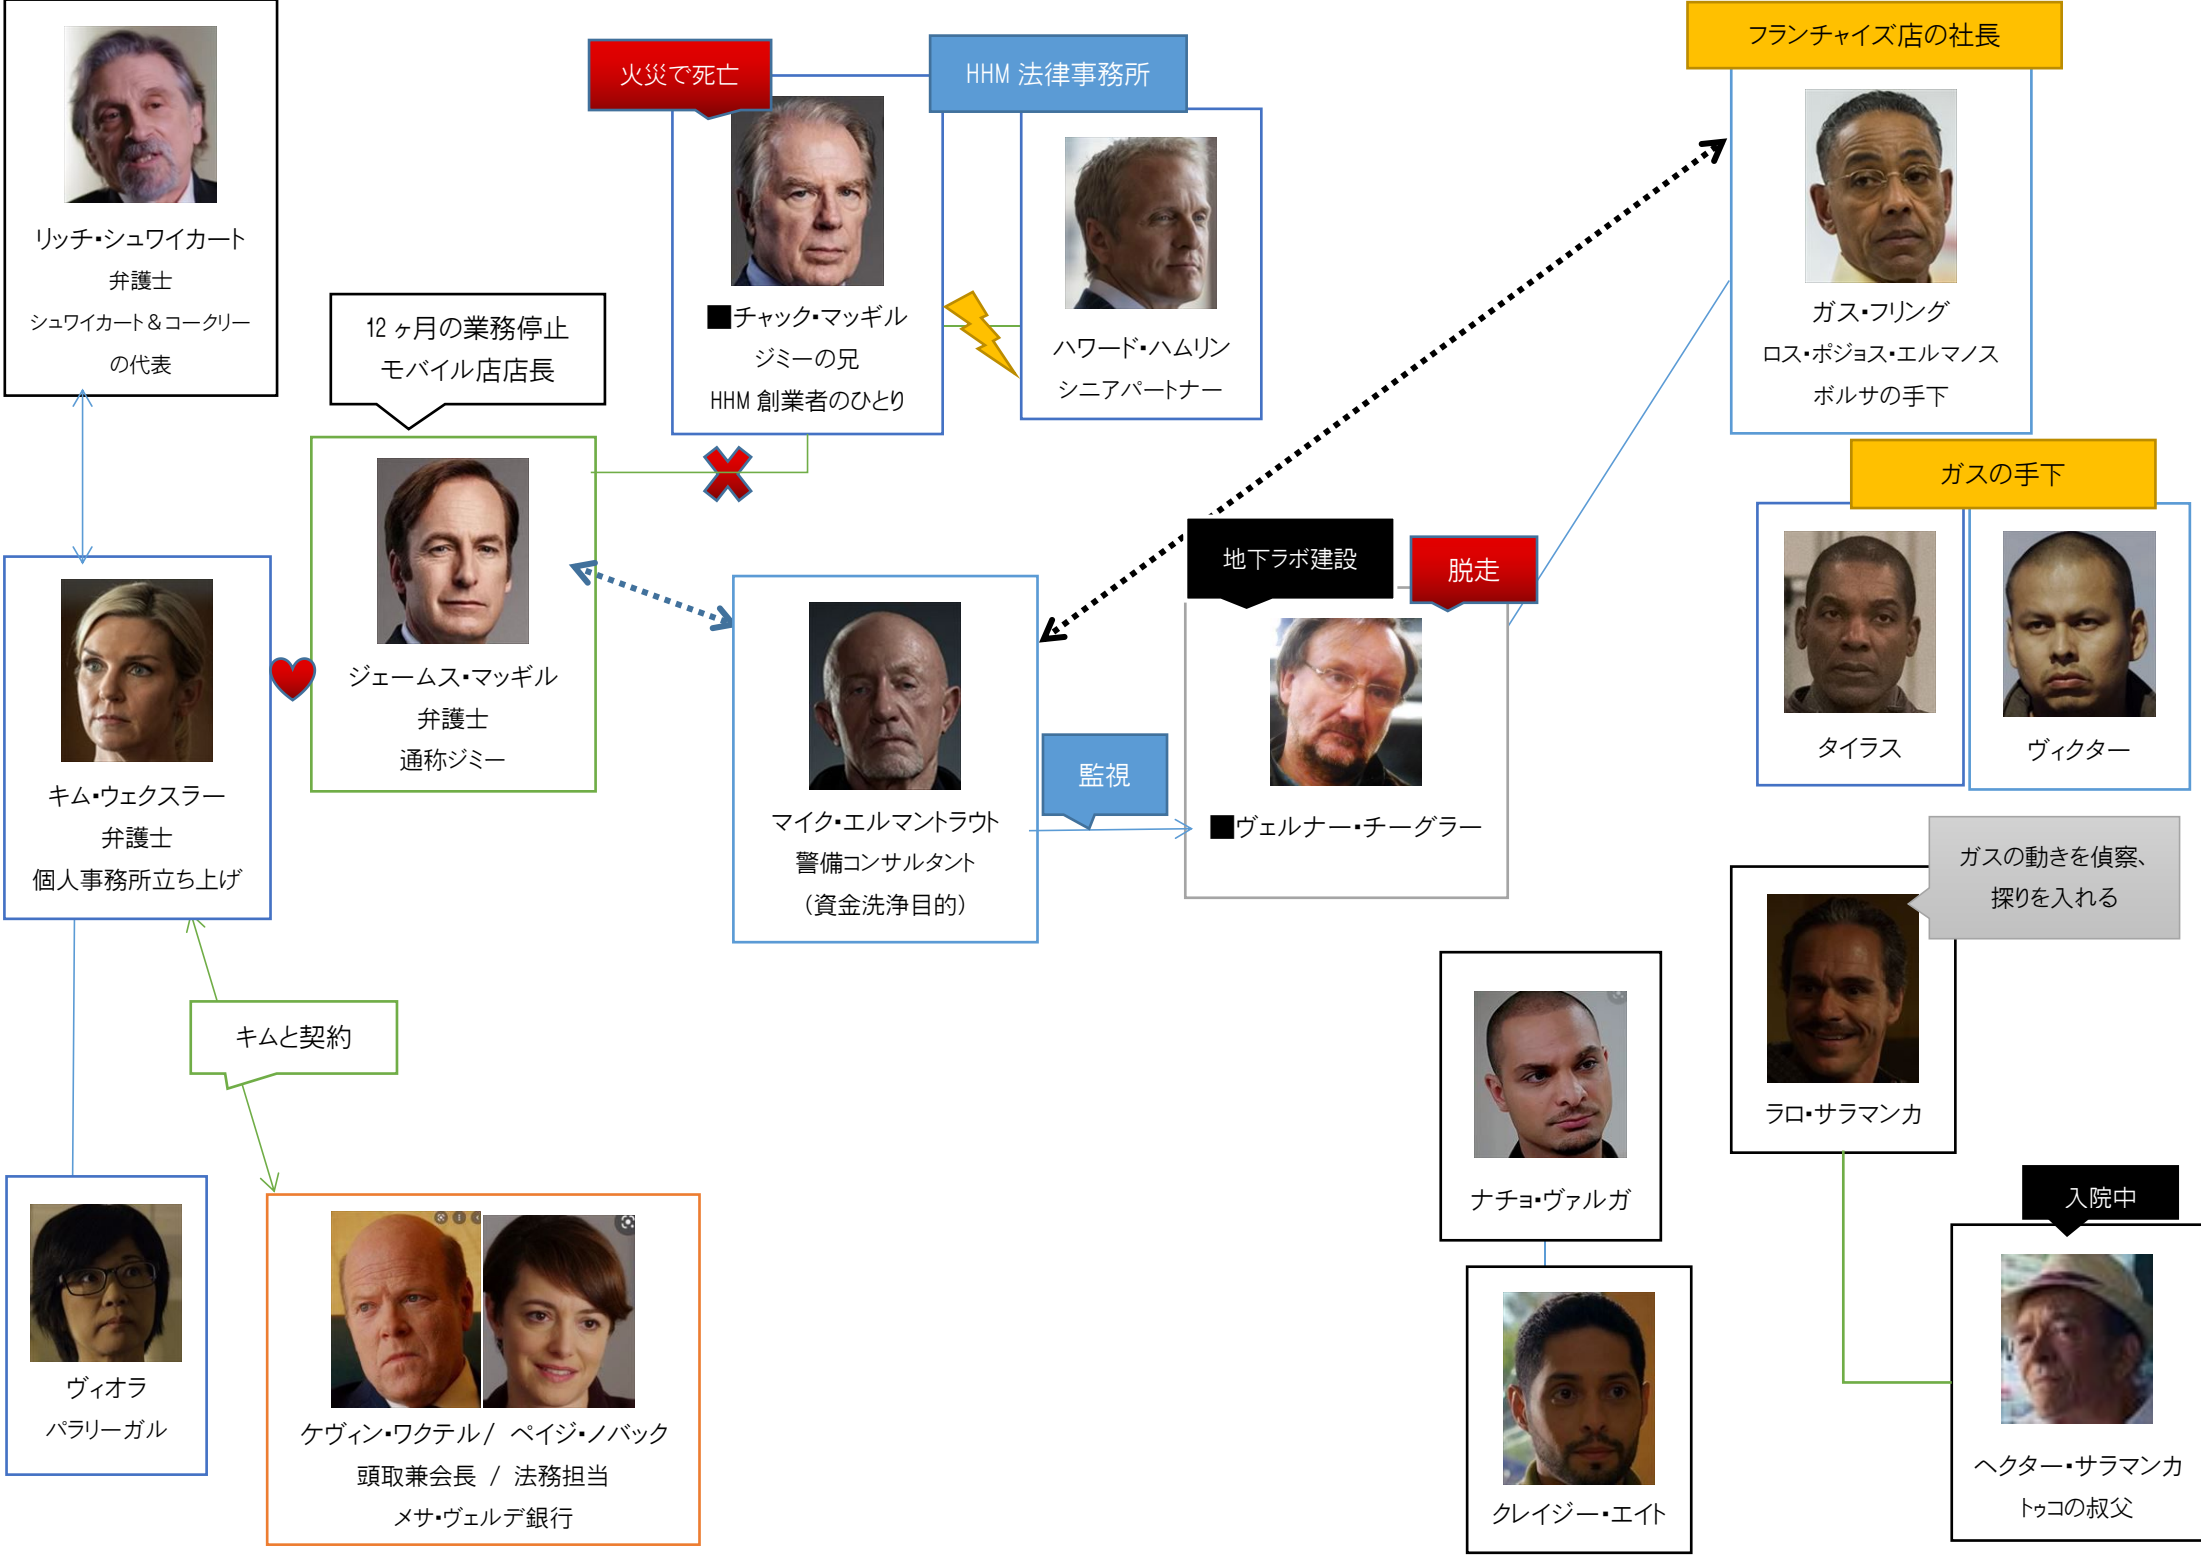 リッチ・シュワイカート
弁護士
シュワイカート&コークリー
の代表
12ヶ月の業務停止
モバイル店店長
火災で死亡
HHM 法律事務所
■チャック・マッギル
ジミーの兄
HHM 創業者のひとり
ハワード・ハムリン
シニアパートナー
フランチャイズ店の社長
ガス・フリング
ロス・ポジョス・エルマノス
ボルサの手下
ガスの手下
タイラス
ヴィクター
キム・ウェクスラー
弁護士
個人事務所立ち上げ
ジェームス・マッギル
弁護士
通称ジミー
マイク・エルマントラウト
警備コンサルタント
(資金洗浄目的)
監視
地下ラボ建設
脱走
■ヴェルナー・チーグラー
ガスの動きを偵察、
探りを入れる
ラロ・サラマンカ
ナチョ・ヴァルガ
キムと契約
入院中
ヴィオラ
パラリーガル
ケヴィン・ワクテル / ペイジ・ノバック
頭取兼会長 / 法務担当
メサ・ヴェルデ銀行
クレイジー・エイト
ヘクター・サラマンカ
トゥコの叔父